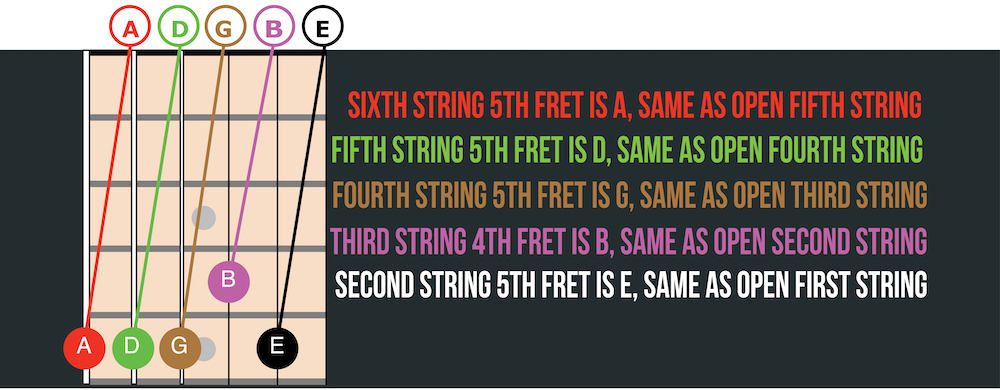 A D G B E
SIXTH STRING 5TH FRET IS A, SAME AS OPEN FIFTH STRING
FIFTH STRING 5TH FRET IS D, SAME AS OPEN FOURTH STRING
FOURTH STRING 5TH FRET IS G, SAME AS OPEN THIRD STRING
THIRD STRING 4TH FRET IS B, SAME AS OPEN SECOND STRING
SECOND STRING 5TH FRET IS E, SAME AS OPEN FIRST STRING
B
A D G E